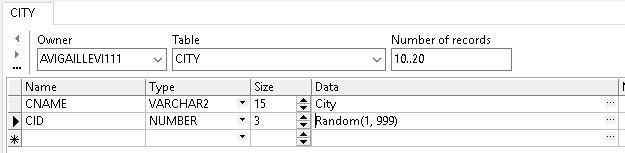 CITY
Owner Table Number of records
AVIGAILLEVI111 CITY 10..20
Name Type Size Data
CNAME VARCHAR2 15 City ...
CID NUMBER 3 Random(1, 999) ...